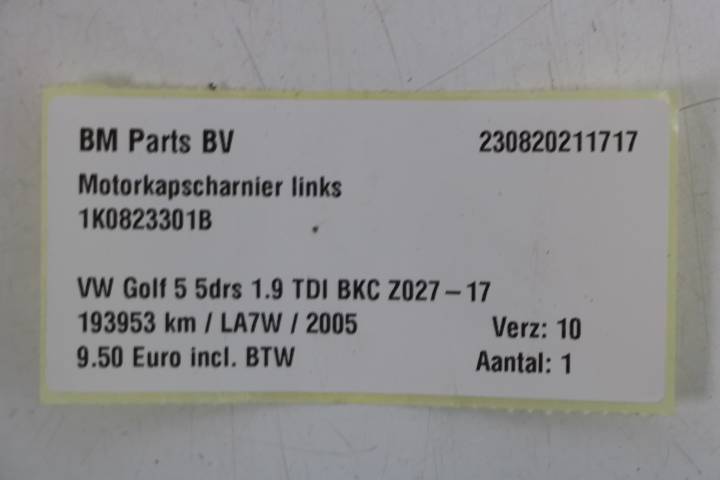 BM Parts BV 230820211717
Motorkapscharnier links
1K0823301B
VW Golf 5 5drs 1.9 TDI BKC Z027-17
193953 km / LA7W / 2005 Verz: 10
9.50 Euro incl. BTW Aantal: 1